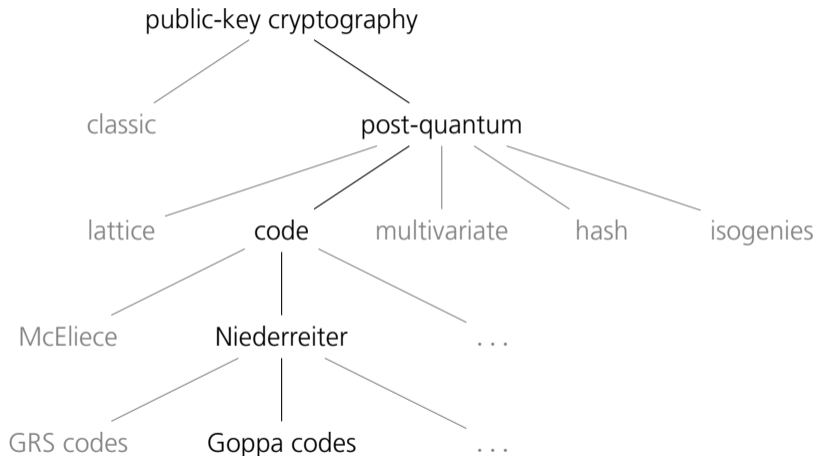 public-key cryptography
classic post-quantum
lattice code multivariate hash isogenies
McEliece Niederreiter ...
GRS codes Goppa codes ...